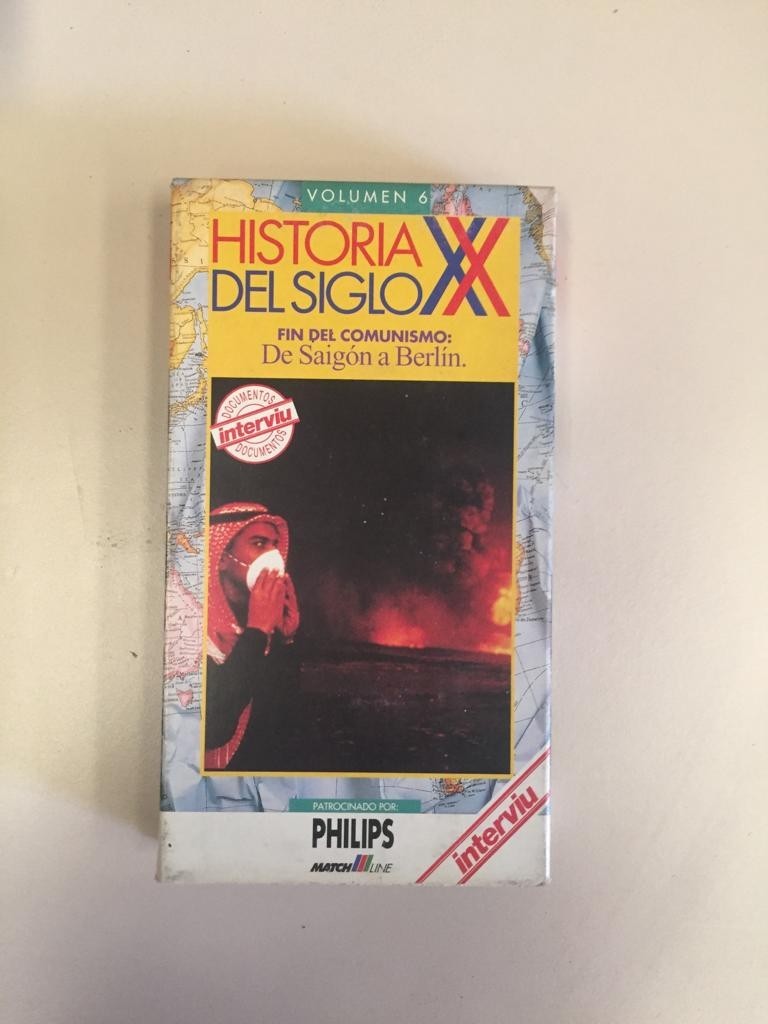 VOLUMEN 6
HISTORIA
DEL SIGLO XX
FIN DEL COMUNISMO:
De Saigón a Berlín.
DOCUMENTOS
interviu
DOCUMENTOS
PATROCINADO POR:
PHILIPS
MATCH LINE
interviu